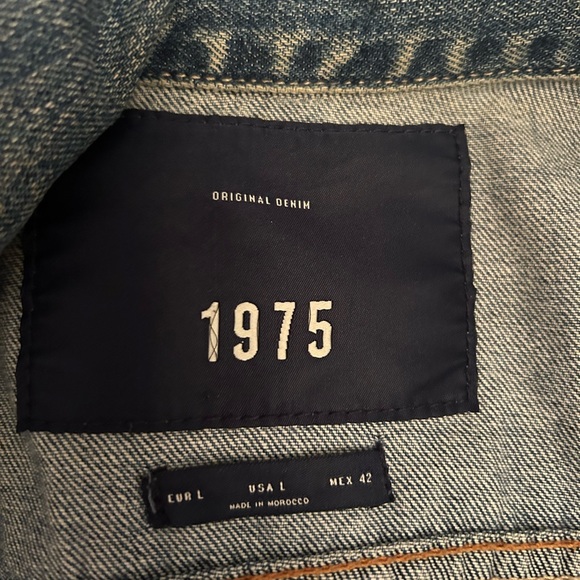 ORIGINAL DENIM
1975
EUR L USA L MEX 42
MADE IN MOROCCO